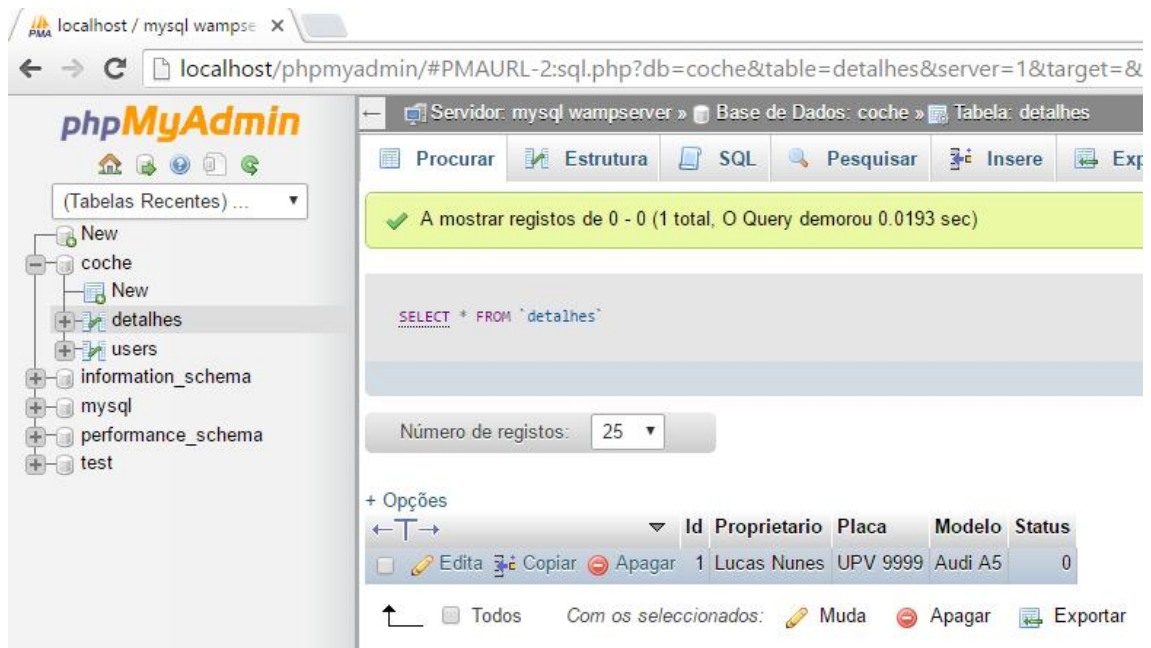 localhost / mysql wampse
localhost/phpmyadmin/#PMAURL-2:sql.php?db=coche&table=detalhes&server=1&target=&
phpMyAdmin
(Tabelas Recentes) ...
New
coche
New
detalhes
users
information_schema
mysql
performance_schema
test
Servidor: mysql wampserver » Base de Dados: coche » Tabela: detalhes
Procurar Estrutura SQL Pesquisar Insere Exp
A mostrar registos de 0 - 0 (1 total, O Query demorou 0.0193 sec)
SELECT * FROM `detalhes`
Número de registos: 25
+ Opções
←T→ Id Proprietario Placa Modelo Status
Edita Copiar Apagar 1 Lucas Nunes UPV 9999 Audi A5 0
Todos Com os seleccionados: Muda Apagar Exportar